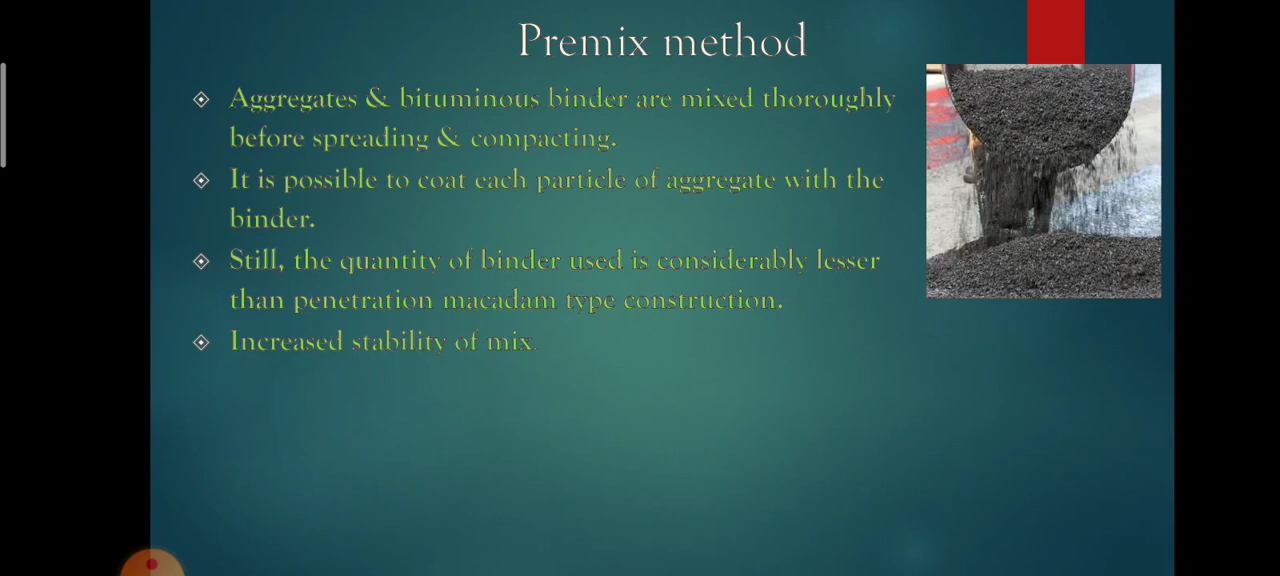 Premix method
Aggregates & bituminous binder are mixed thoroughly
before spreading & compacting.
It is possible to coat each particle of aggregate with the
binder.
Still, the quantity of binder used is considerably lesser
than penetration macadam type construction.
Increased stability of mix.